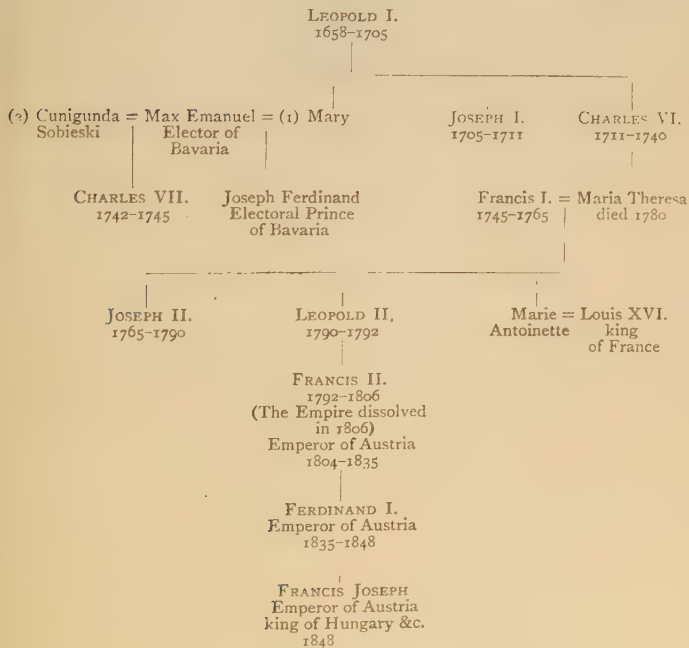 LEOPOLD I.
1658–1705
(2) Cunigunda = Max Emanuel = (1) Mary
Sobieski
Elector of
Bavaria
JOSEPH I.
1705–1711
CHARLES VI.
1711–1740
CHARLES VII.
1742–1745
Joseph Ferdinand
Electoral Prince
of Bavaria
Francis I. = Maria Theresa
1745–1765
died 1780
JOSEPH II.
1765–1790
LEOPOLD II.
1790–1792
Marie = Louis XVI.
Antoinette
king
of France
FRANCIS II.
1792–1806
(The Empire dissolved
in 1806)
Emperor of Austria
1804–1835
FERDINAND I.
Emperor of Austria
1835–1848
FRANCIS JOSEPH
Emperor of Austria
king of Hungary &c.
1848